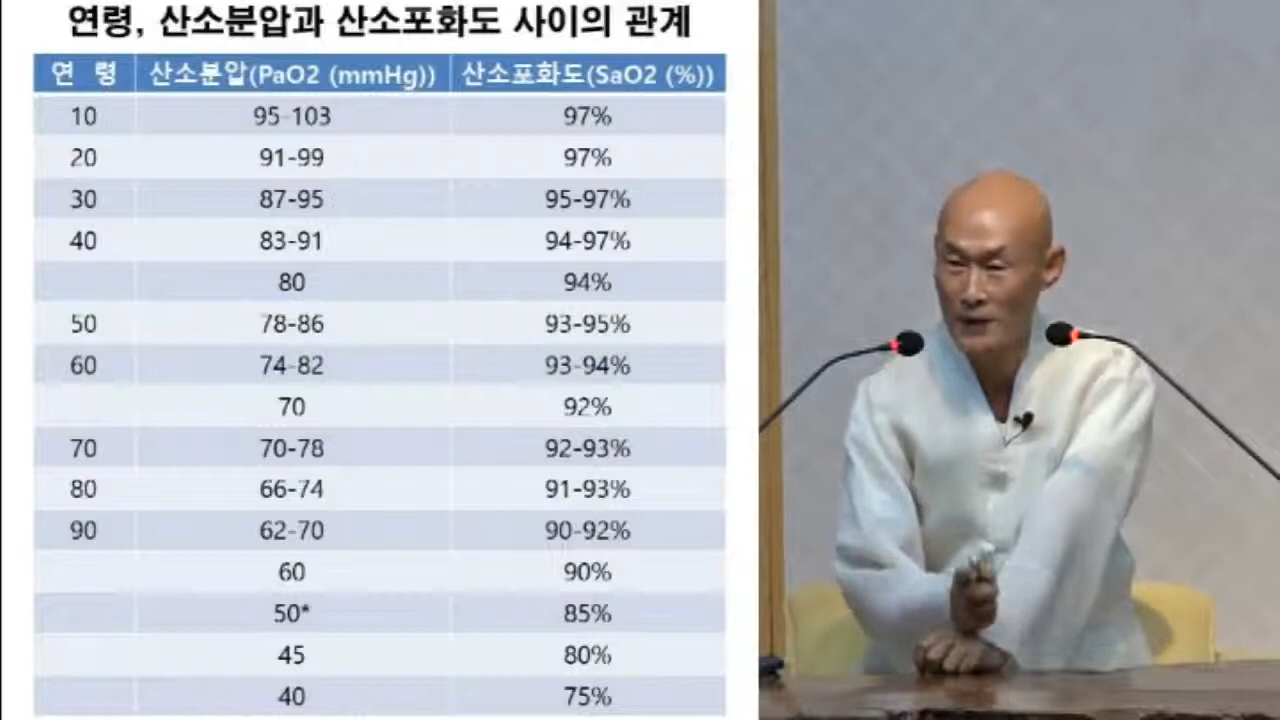 연령, 산소분압과 산소포화도 사이의 관계
연 령 산소분압(PaO2 (mmHg)) 산소포화도(SaO2 (%))
10 95-103 97%
20 91-99 97%
30 87-95 95-97%
40 83-91 94-97%
80 94%
50 78-86 93-95%
60 74-82 93-94%
70 92%
70 70-78 92-93%
80 66-74 91-93%
90 62-70 90-92%
60 90%
50* 85%
45 80%
40 75%